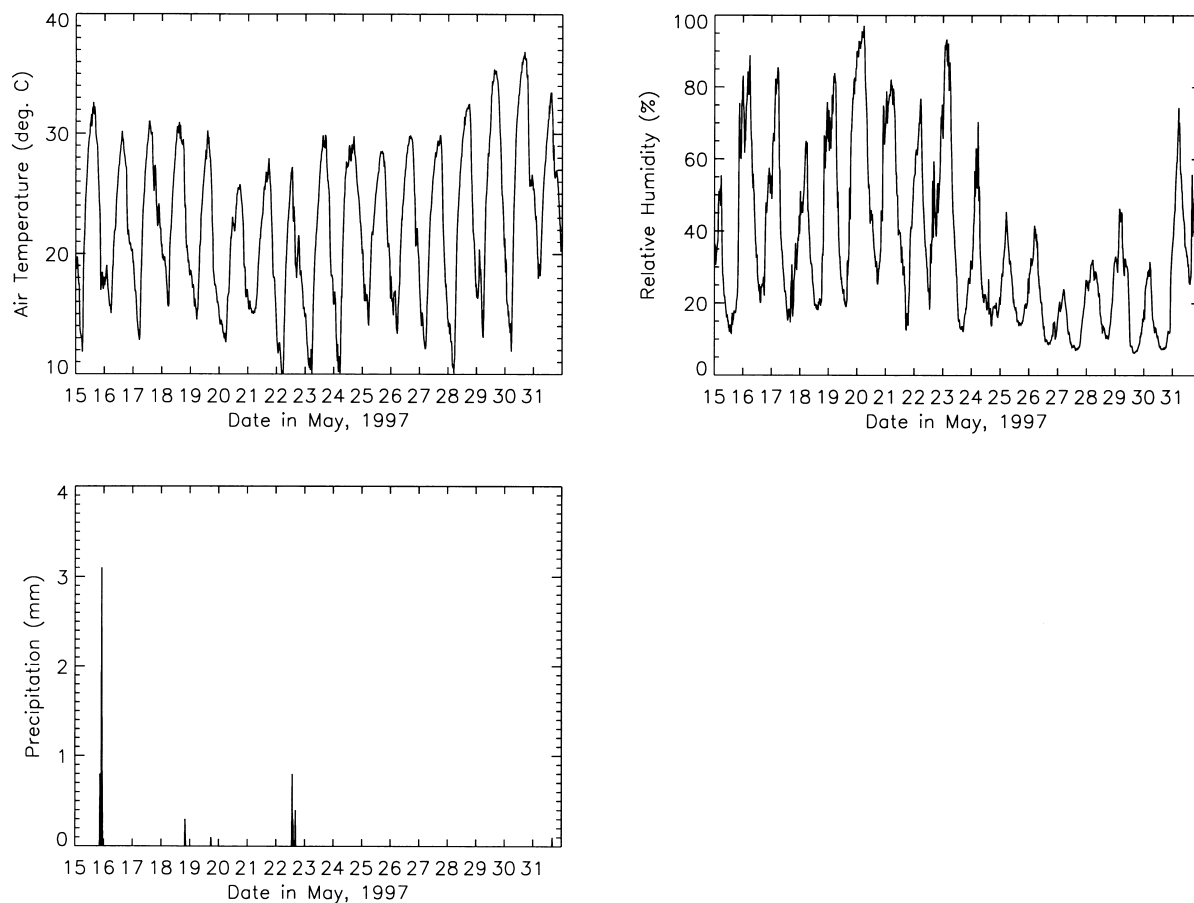 40
30
20
10
Air Temperature (deg. C)
15 16 17 18 19 20 21 22 23 24 25 26 27 28 29 30 31
Date in May, 1997
100
80
60
40
20
0
Relative Humidity (%)
15 16 17 18 19 20 21 22 23 24 25 26 27 28 29 30 31
Date in May, 1997
4
3
2
1
0
Precipitation (mm)
15 16 17 18 19 20 21 22 23 24 25 26 27 28 29 30 31
Date in May, 1997